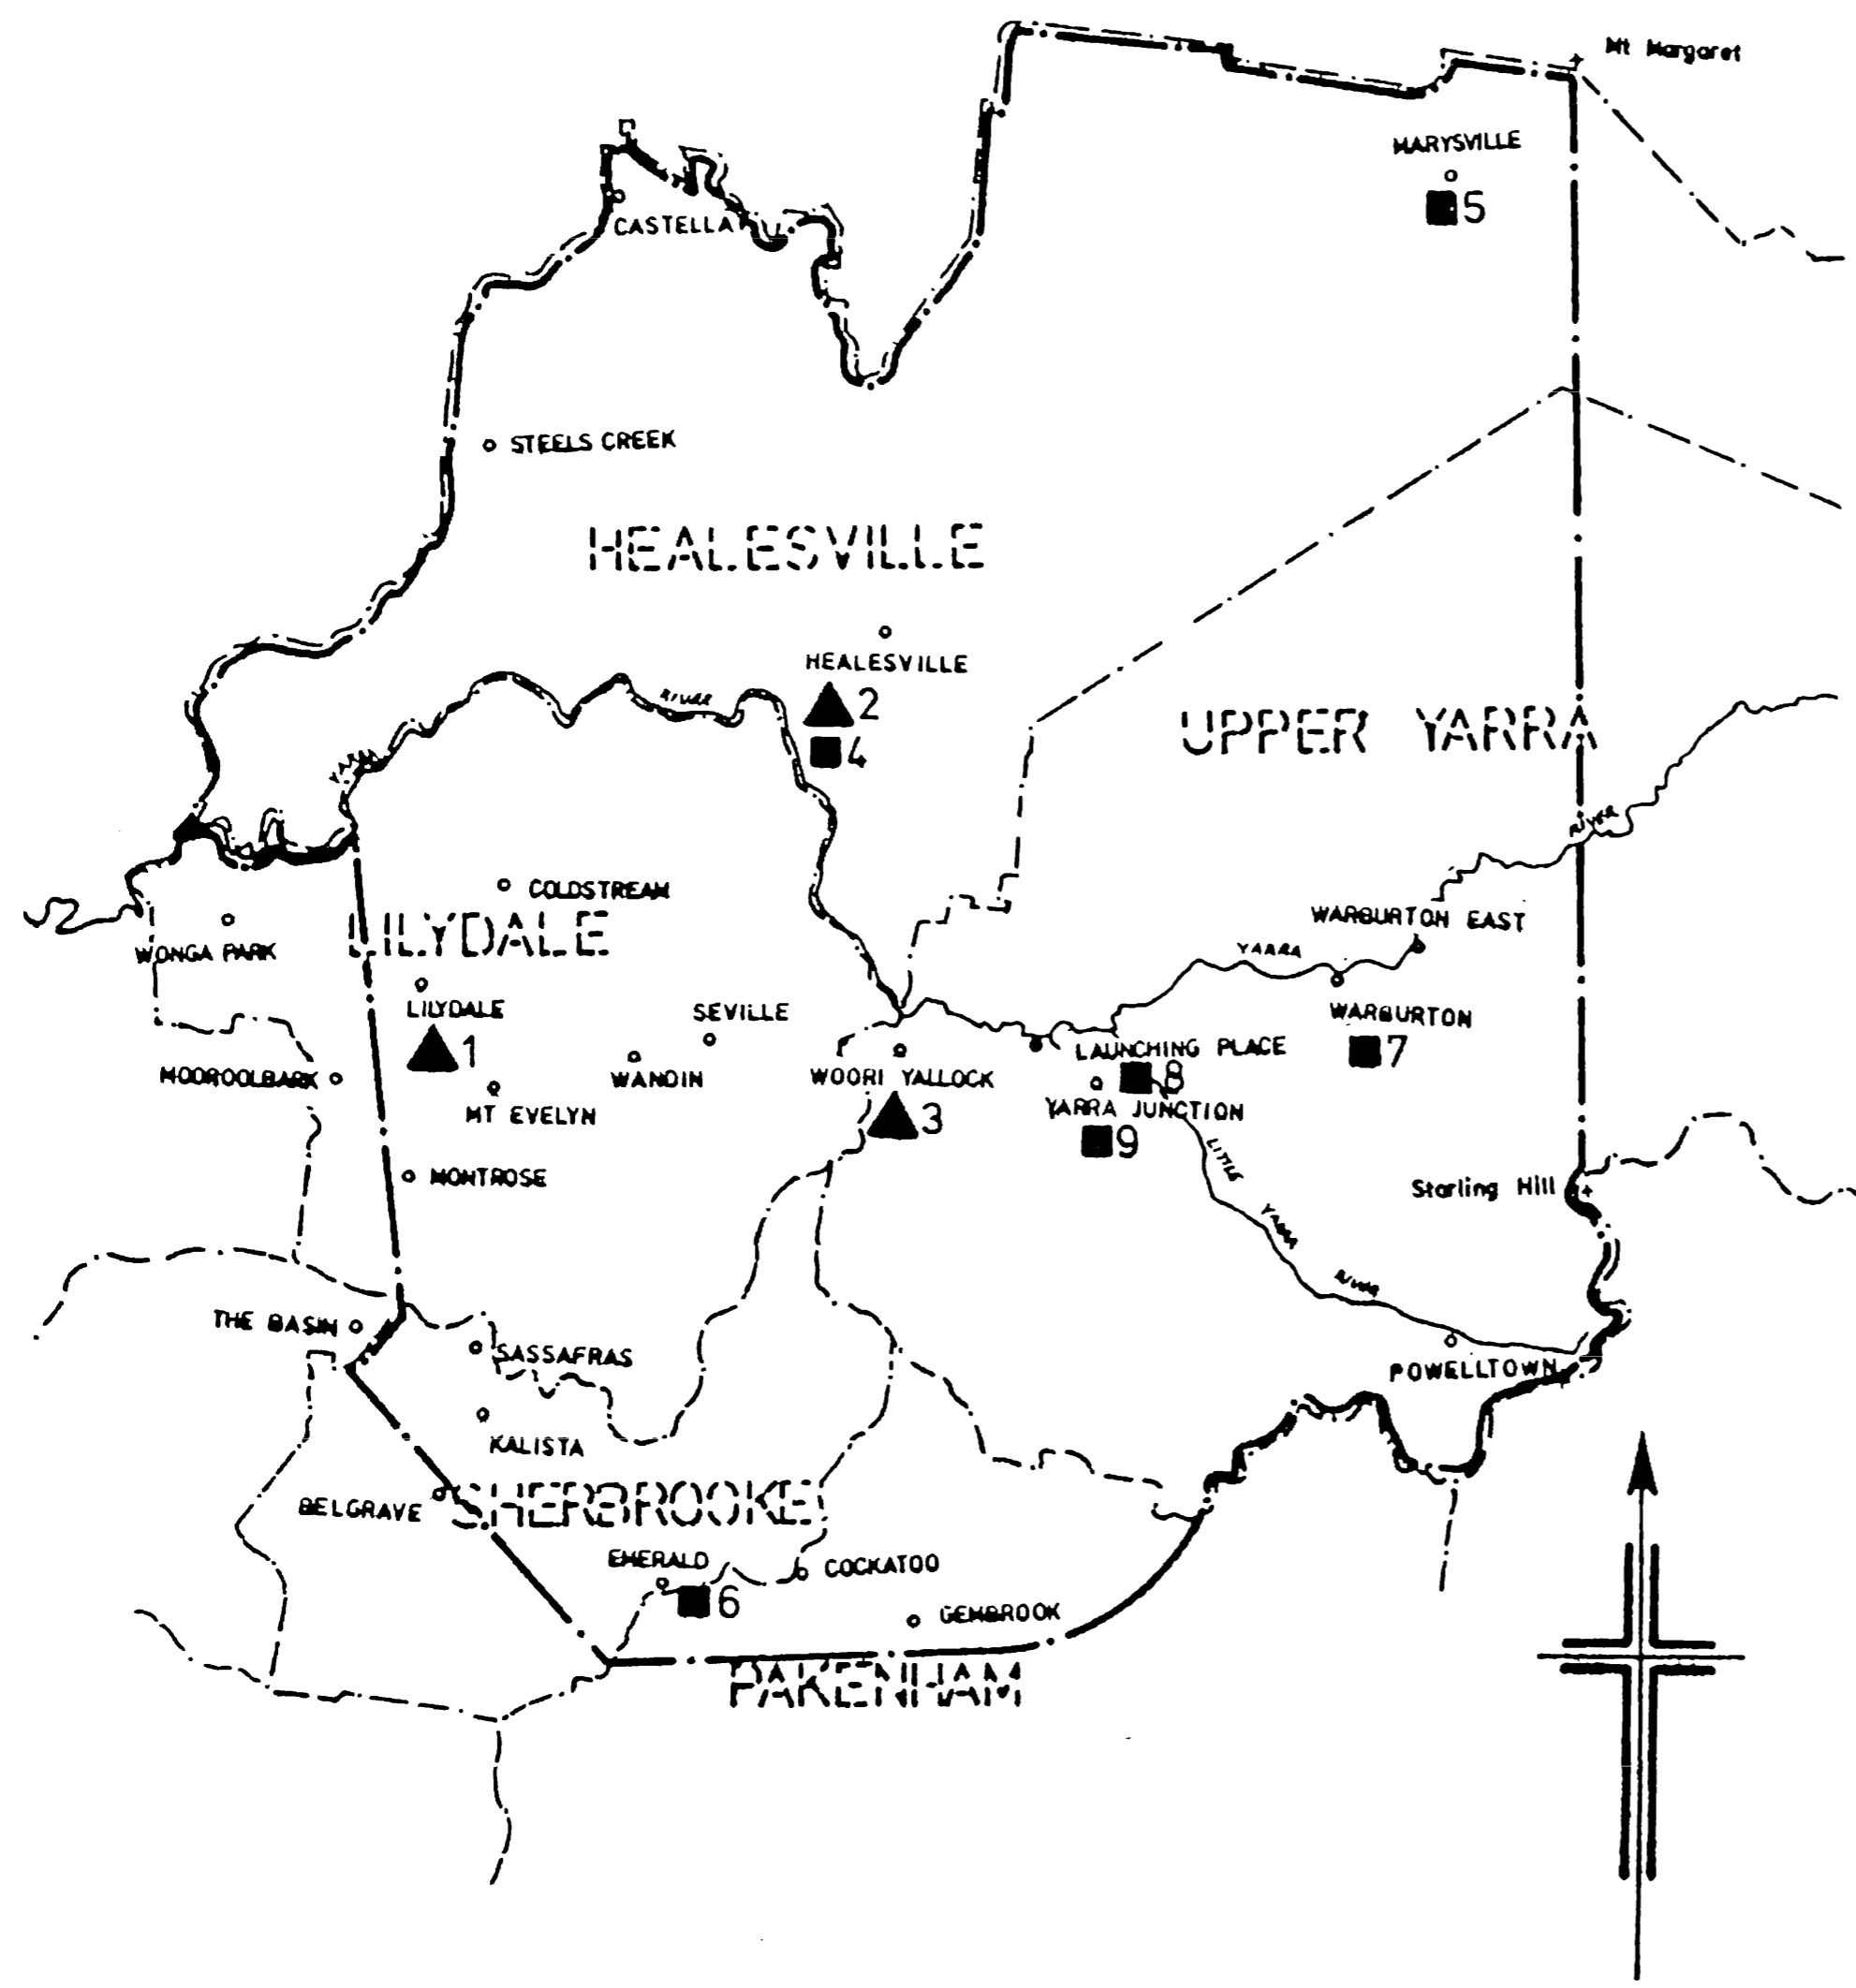 Mt Margaret
MARYSVILLE
5
CASTELLA
STEELS CREEK
HEALESVILLE
HEALESVILLE
RIVER
2
UPPER YARRA
4
YARRA
RIVER
COLDSTREAM
WARBURTON EAST
LILYDALE
WONGA PARK
YARRA
LILYDALE
SEVILLE
WARBURTON
1
LAUNCHING PLACE
7
MOOROOLBARK
WANDIN
WOORI YALLOCK
8
MT EVELYN
3
YARRA JUNCTION
9
LITTLE
MONTROSE
Starling Hill
YARRA
RIVER
THE BASIN
SASSAFRAS
POWELLTOWN
KALISTA
BELGRAVE
SHERBROOKE
EMERALD
COCKATOO
6
GEMBROOK
PAKENHAM